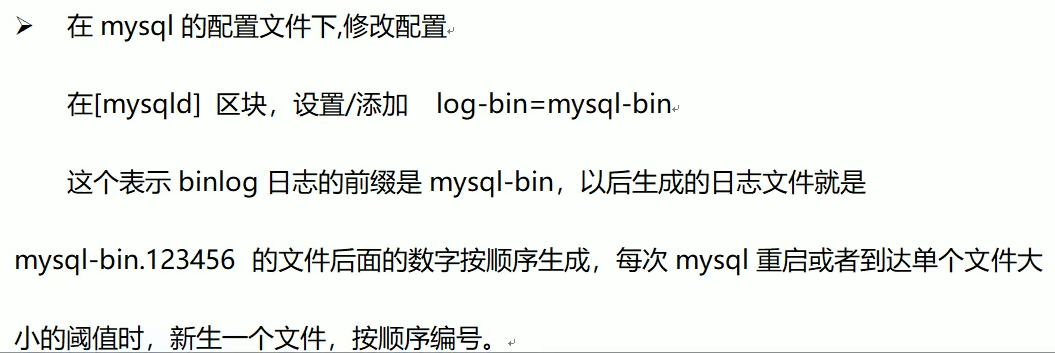 ➢ 在 mysql 的配置文件下,修改配置
在[mysqld] 区块，设置/添加 log-bin=mysql-bin
这个表示 binlog 日志的前缀是 mysql-bin，以后生成的日志文件就是
mysql-bin.123456 的文件后面的数字按顺序生成，每次 mysql 重启或者到达单个文件大
小的阈值时，新生一个文件，按顺序编号。